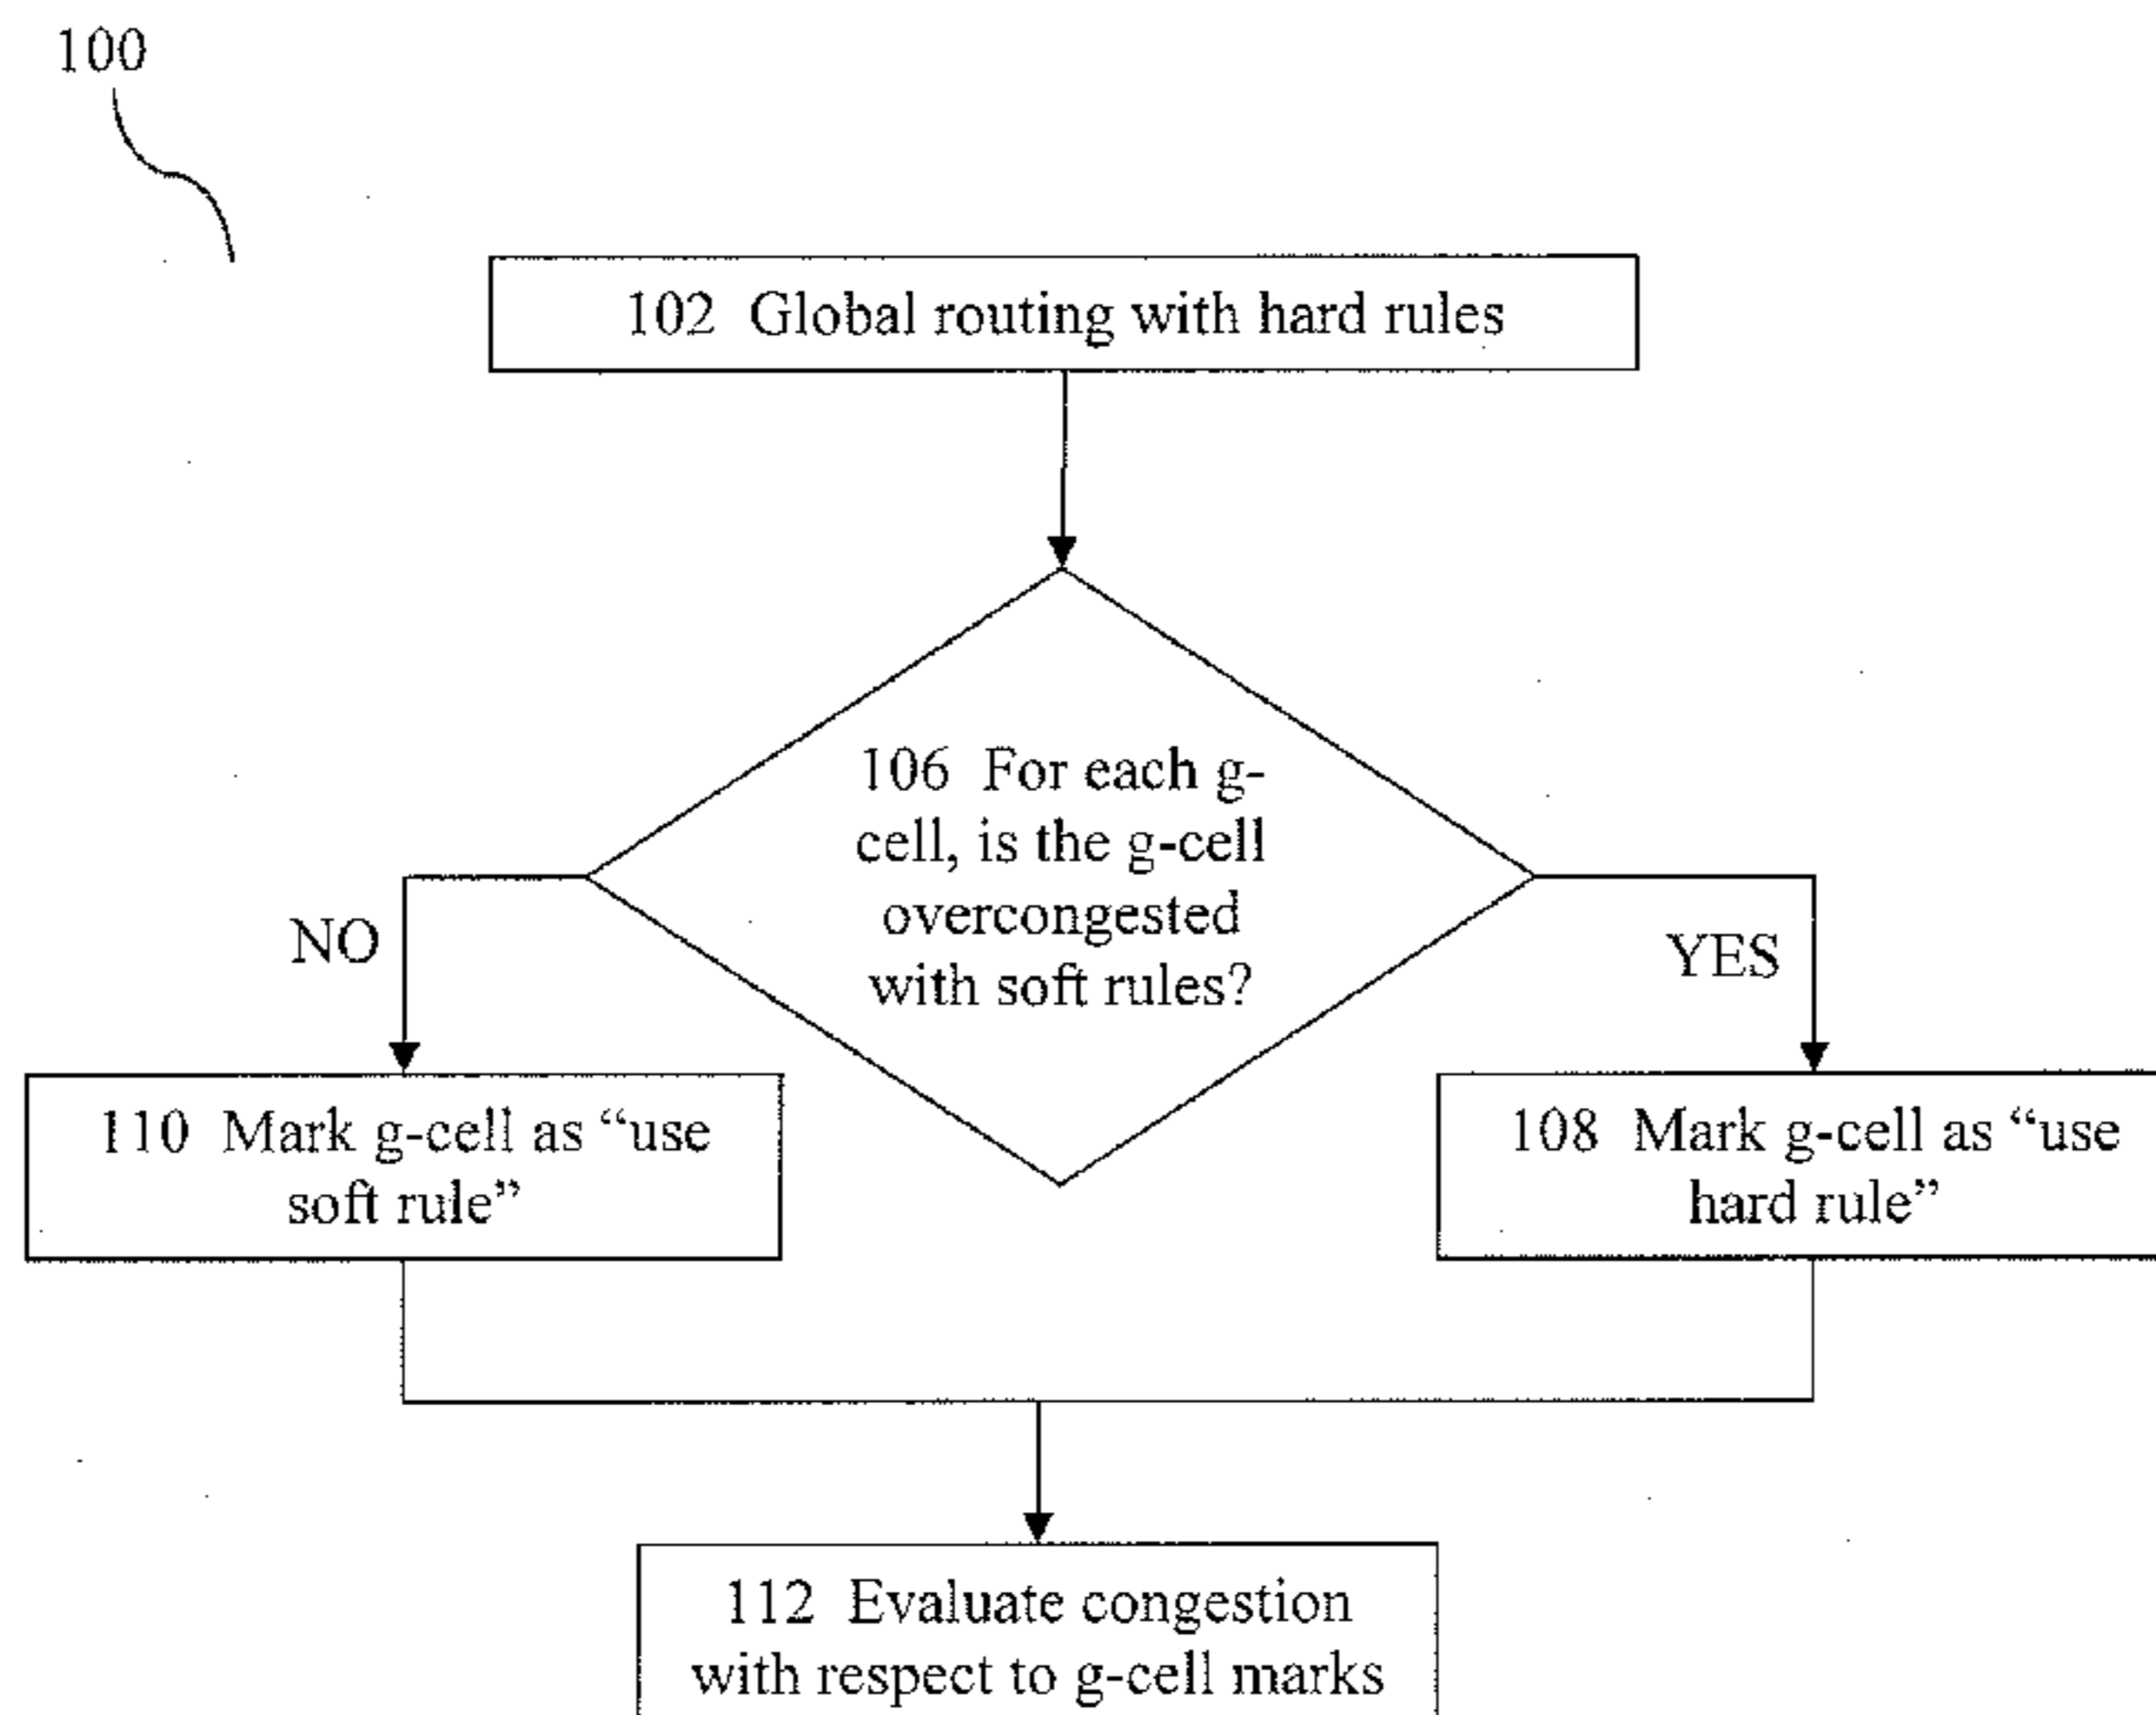 100
102 Global routing with hard rules
106 For each g-
cell, is the g-cell
overcongested
with soft rules?
NO
YES
110 Mark g-cell as “use
soft rule”
108 Mark g-cell as “use
hard rule”
112 Evaluate congestion
with respect to g-cell marks